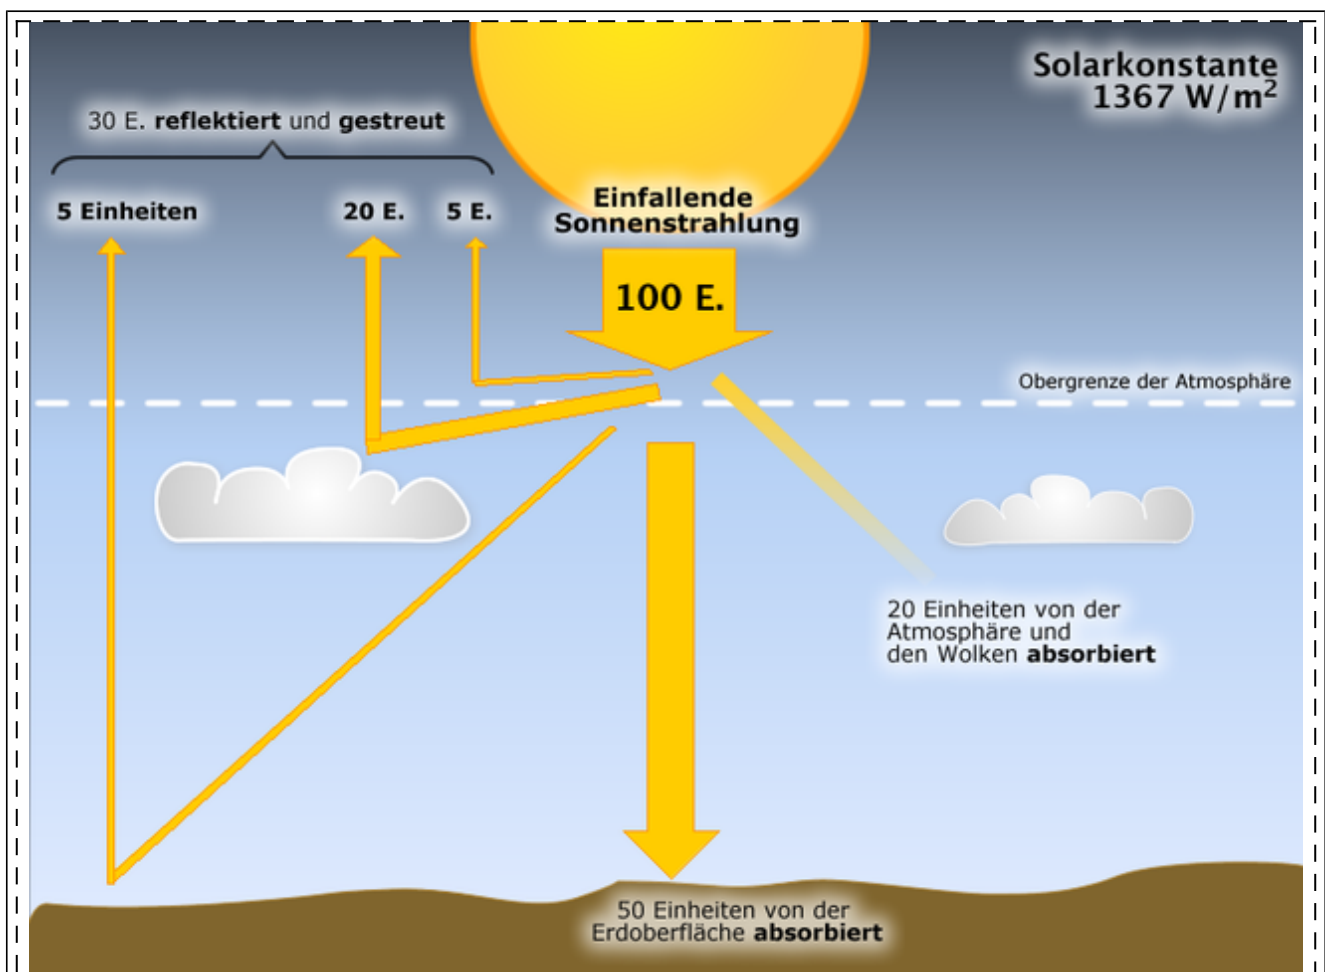 Solarkonstante
1367 W/m²
30 E. reflektiert und gestreut
5 Einheiten
20 E.
5 E.
Einfallende
Sonnenstrahlung
100 E.
Obergrenze der Atmosphäre
20 Einheiten von der
Atmosphäre und
den Wolken absorbiert
50 Einheiten von der
Erdoberfläche absorbiert